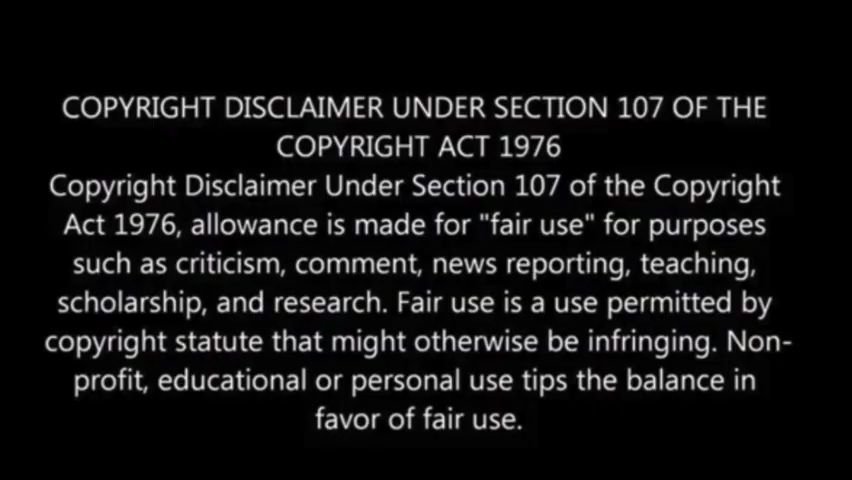 COPYRIGHT DISCLAIMER UNDER SECTION 107 OF THE
COPYRIGHT ACT 1976
Copyright Disclaimer Under Section 107 of the Copyright
Act 1976, allowance is made for "fair use" for purposes
such as criticism, comment, news reporting, teaching,
scholarship, and research. Fair use is a use permitted by
copyright statute that might otherwise be infringing. Non-
profit, educational or personal use tips the balance in
favor of fair use.